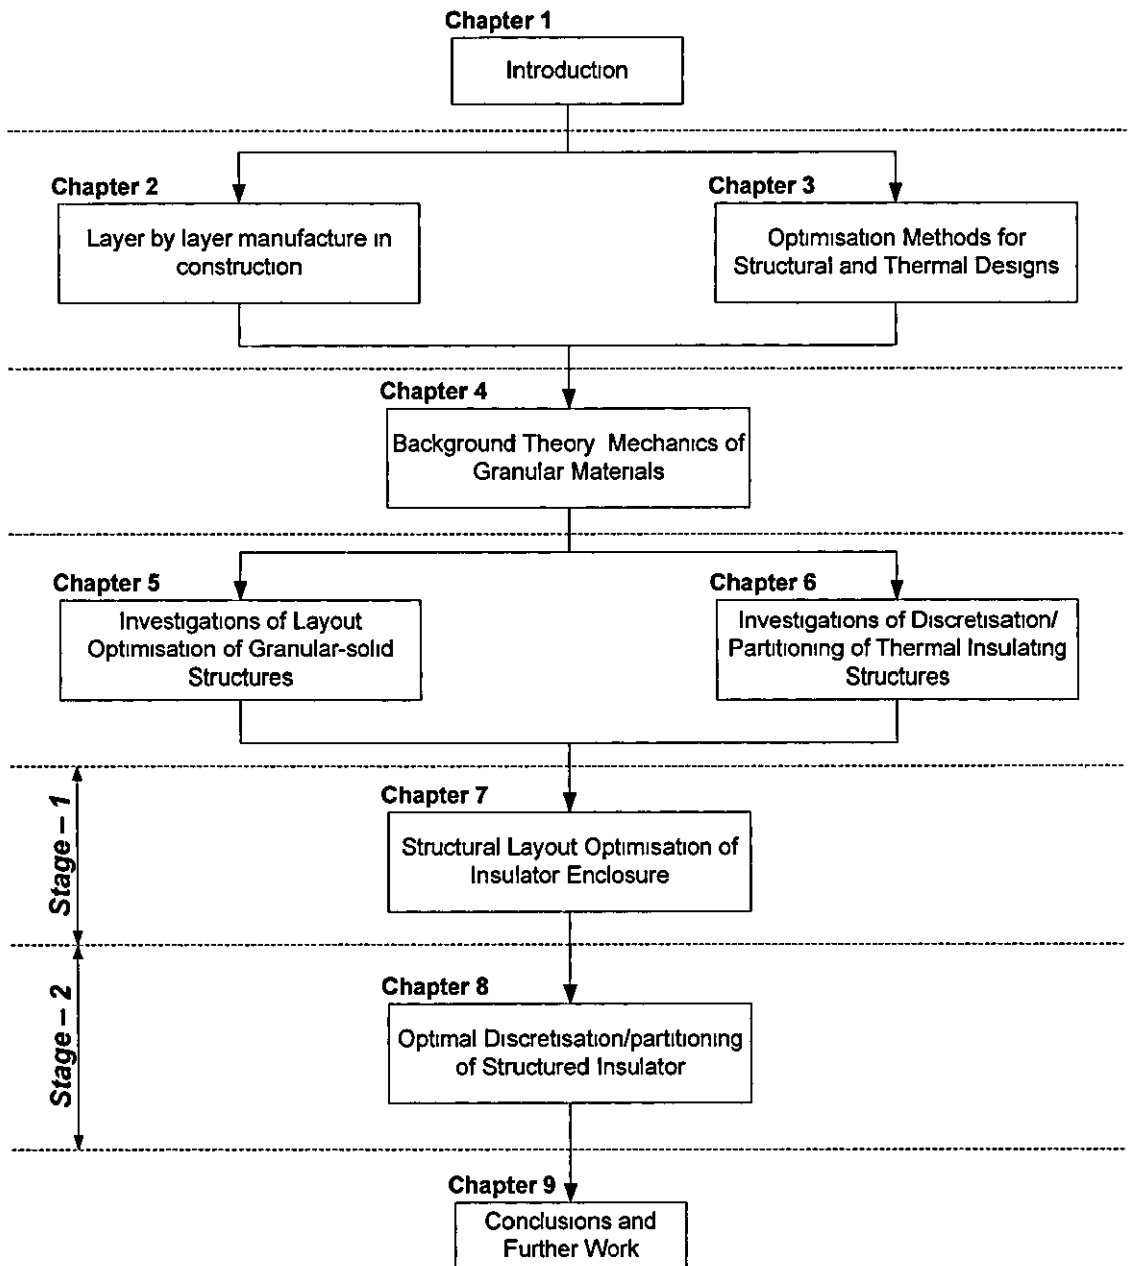 Chapter 1
Introduction
Chapter 2
Layer by layer manufacture in
construction
Chapter 3
Optimisation Methods for
Structural and Thermal Designs
Chapter 4
Background Theory Mechanics of
Granular Materials
Chapter 5
Investigations of Layout
Optimisation of Granular-solid
Structures
Chapter 6
Investigations of Discretisation/
Partitioning of Thermal Insulating
Structures
Stage – 1
Chapter 7
Structural Layout Optimisation of
Insulator Enclosure
Stage – 2
Chapter 8
Optimal Discretisation/partitioning
of Structured Insulator
Chapter 9
Conclusions and
Further Work